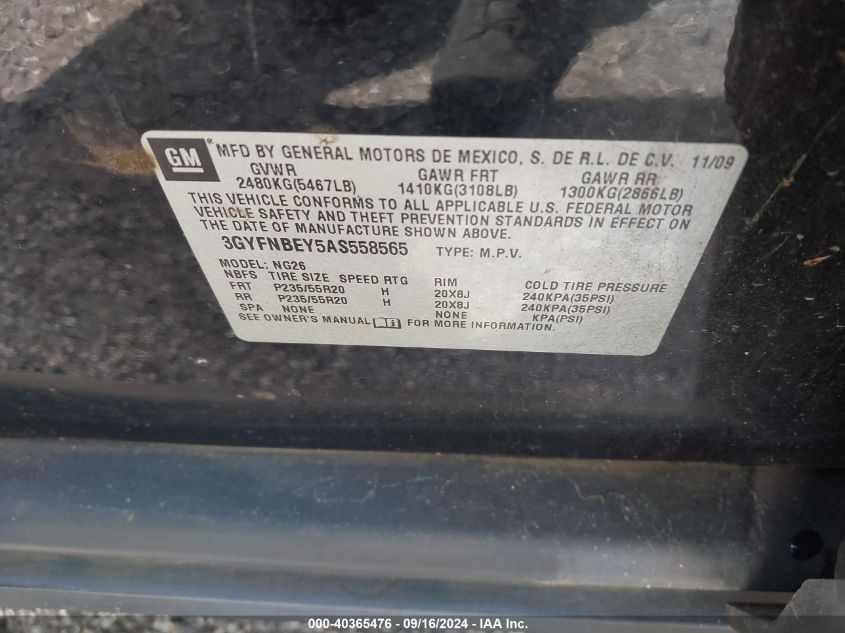 GM ® MFD BY GENERAL MOTORS DE MEXICO, S. DE R.L. DE C.V. 11/09
GVWR GAWR FRT GAWR RR
2480KG(5467LB) 1410KG(3108LB) 1300KG(2866LB)
THIS VEHICLE CONFORMS TO ALL APPLICABLE U.S. FEDERAL MOTOR
VEHICLE SAFETY AND THEFT PREVENTION STANDARDS IN EFFECT ON
THE DATE OF MANUFACTURE SHOWN ABOVE.
3GYFNBEY5AS558565 TYPE: M.P.V.
MODEL: NG26
NBFS TIRE SIZE SPEED RTG RIM COLD TIRE PRESSURE
FRT P235/55R20 H 20X8J 240KPA(35PSI)
RR P235/55R20 H 20X8J 240KPA(35PSI)
SPA NONE NONE KPA(PSI)
SEE OWNER'S MANUAL FOR MORE INFORMATION.
000-40365476 - 09/16/2024 - IAA Inc.